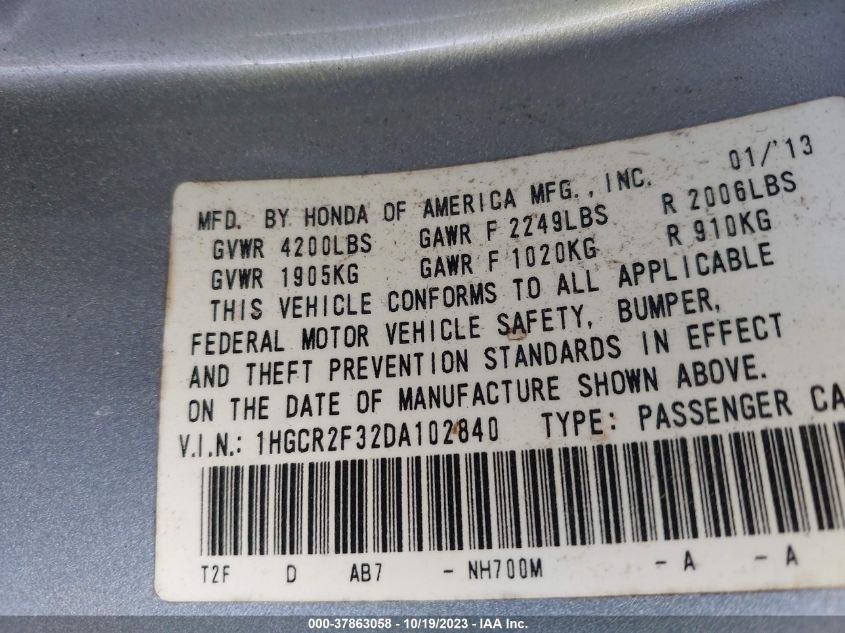 MFD. BY HONDA OF AMERICA MFG., INC. 01/'13
GVWR 4200LBS GAWR F 2249LBS R 2006LBS
GVWR 1905KG GAWR F 1020KG R 910KG
THIS VEHICLE CONFORMS TO ALL APPLICABLE
FEDERAL MOTOR VEHICLE SAFETY, BUMPER,
AND THEFT PREVENTION STANDARDS IN EFFECT
ON THE DATE OF MANUFACTURE SHOWN ABOVE.
V.I.N.: 1HGCR2F32DA102840 TYPE: PASSENGER CA
T2F D AB7 - NH700M - A - A
000-37863058 - 10/19/2023 - IAA Inc.